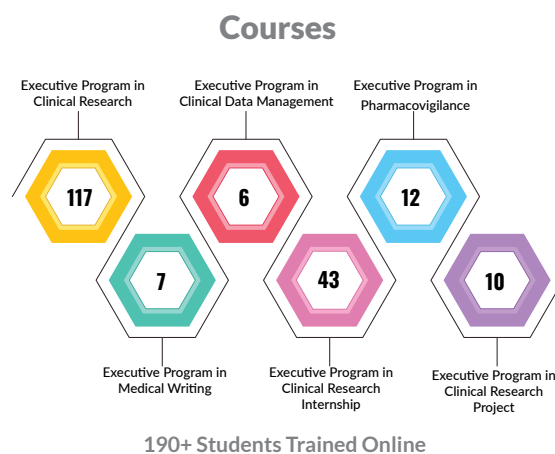 Courses
Executive Program in
Clinical Research
Executive Program in
Clinical Data Management
Executive Program in
Pharmacovigilance
117
6
12
7
43
10
Executive Program in
Medical Writing
Executive Program in
Clinical Research
Internship
Executive Program in
Clinical Research
Project
190+ Students Trained Online